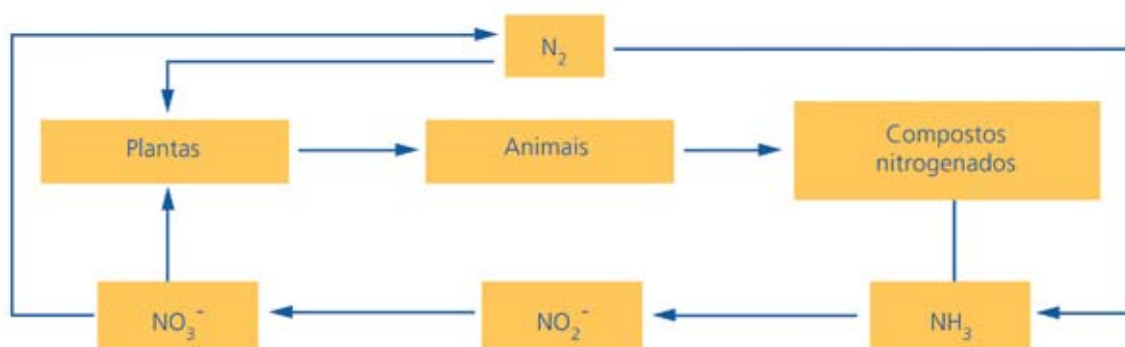 N₂
Plantas
Animais
Compostos
nitrogenados
NO₃⁻
NO₂⁻
NH₃